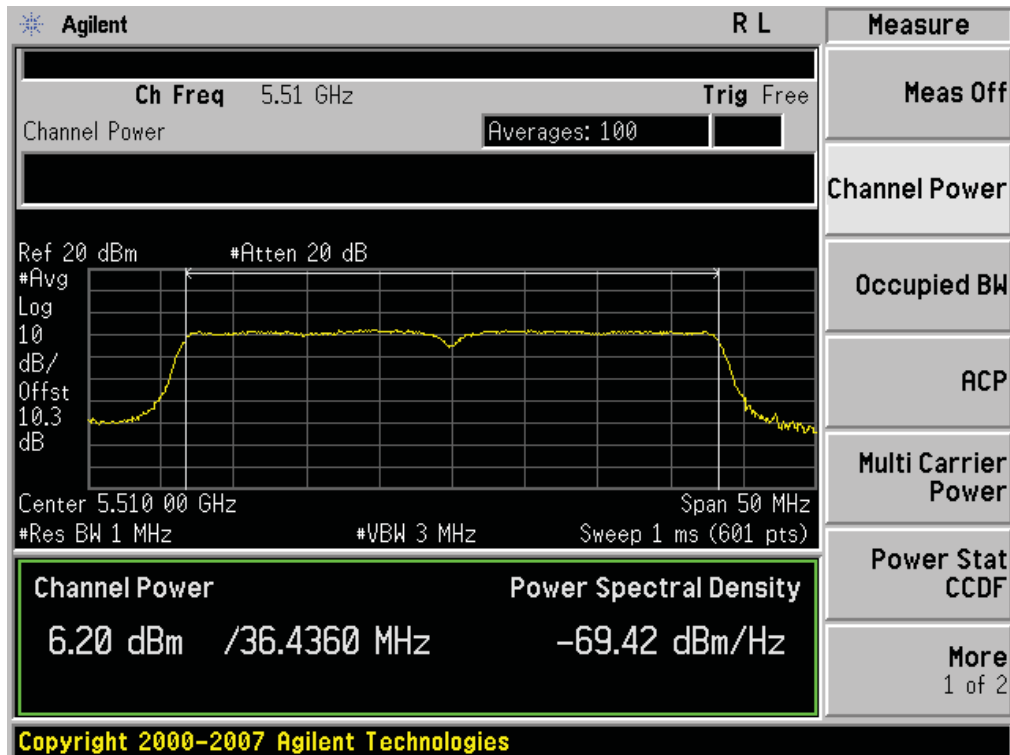 Agilent
R L
Measure
Ch Freq 5.51 GHz
Trig Free
Channel Power
Averages: 100
Ref 20 dBm
#Atten 20 dB
#Avg
Log
10
dB/
Offst
10.3
dB
Center 5.510 00 GHz
Span 50 MHz
#Res BW 1 MHz
#VBW 3 MHz
Sweep 1 ms (601 pts)
Channel Power
Power Spectral Density
6.20 dBm /36.4360 MHz
-69.42 dBm/Hz
Meas Off
Channel Power
Occupied BW
ACP
Multi Carrier
Power
Power Stat
CCDF
More
1 of 2
Copyright 2000-2007 Agilent Technologies